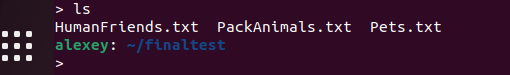 > ls
HumanFriends.txt  PackAnimals.txt  Pets.txt
alexey: ~/finaltest
>